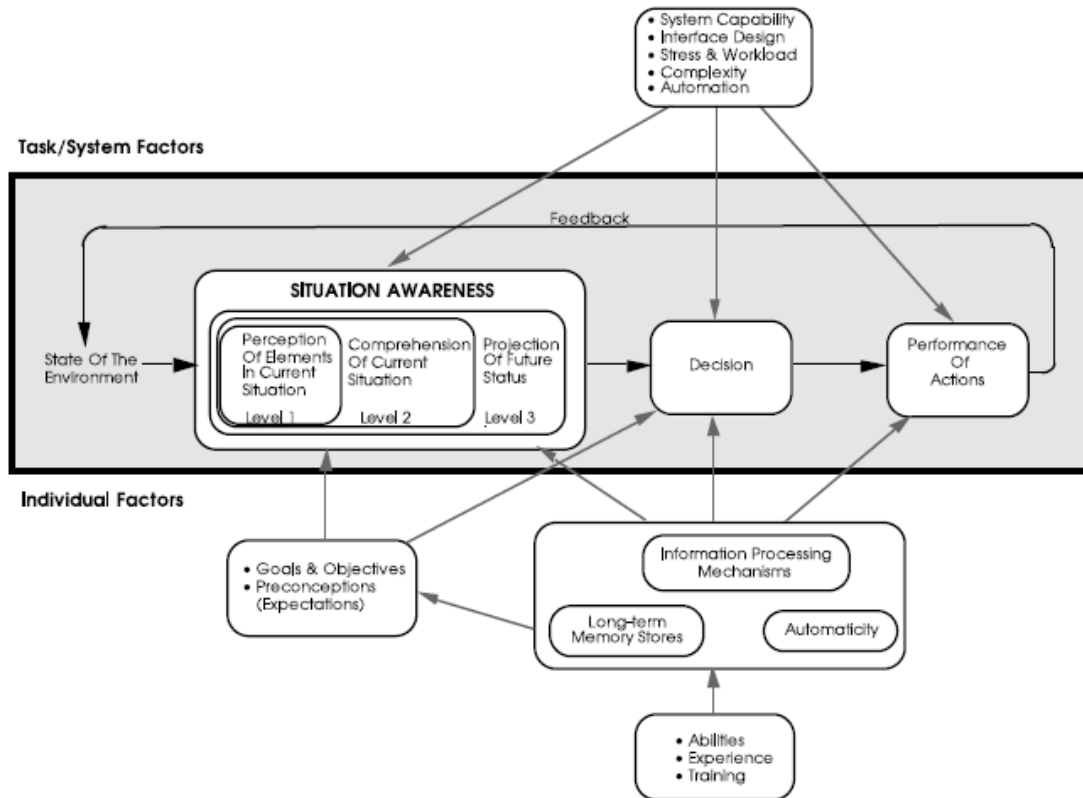 • System Capability
• Interface Design
• Stress & Workload
• Complexity
• Automation
Task/System Factors
Feedback
SITUATION AWARENESS
State Of The
Environment
Perception
Of Elements
In Current
Situation
Level 1
Comprehension
Of Current
Situation
Level 2
Projection
Of Future
Status
Level 3
Decision
Performance
Of
Actions
Individual Factors
• Goals & Objectives
• Preconceptions
(Expectations)
Information Processing
Mechanisms
Long-term
Memory Stores
Automaticity
• Abilities
• Experience
• Training